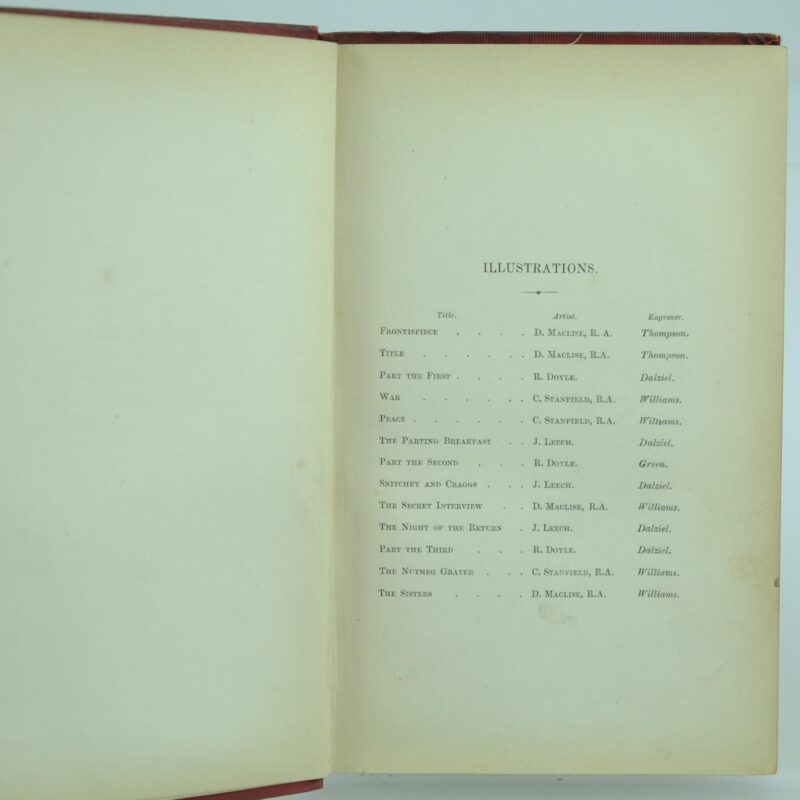 ILLUSTRATIONS.
Title. Artist. Engraver.
Frontispiece . . . . D. Maclise, R. A. Thompson.
Title . . . . . . D. Maclise, R.A. Thompson.
Part the First . . . . R. Doyle. Dalziel.
War . . . . . . C. Stanfield, R.A. Williams.
Peace . . . . . . C. Stanfield, R.A. Williams.
The Parting Breakfast . . J. Leech. Dalziel.
Part the Second . . . R. Doyle. Green.
Snitchey and Craggs . . . J. Leech. Dalziel.
The Secret Interview . . D. Maclise, R.A. Williams.
The Night of the Return . J. Leech. Dalziel.
Part the Third . . . R. Doyle. Dalziel.
The Nutmeg Grater . . . C. Stanfield, R.A. Williams.
The Sisters . . . . D. Maclise, R.A. Williams.